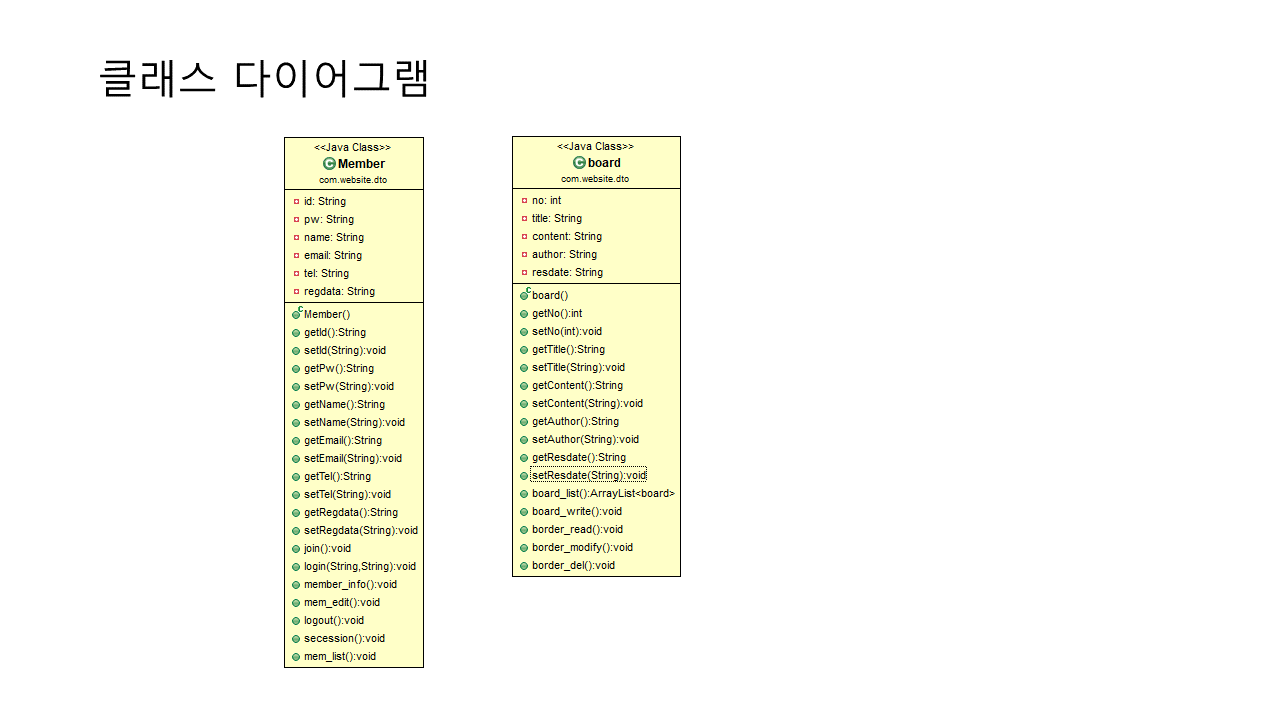 클래스 다이어그램
<<Java Class>>
Member
com.website.dto
id: String
pw: String
name: String
email: String
tel: String
regdata: String
Member()
getId():String
setId(String):void
getPw():String
setPw(String):void
getName():String
setName(String):void
getEmail():String
setEmail(String):void
getTel():String
setTel(String):void
getRegdata():String
setRegdata(String):void
join():void
login(String,String):void
member_info():void
mem_edit():void
logout():void
secession():void
mem_list():void
<<Java Class>>
board
com.website.dto
no: int
title: String
content: String
author: String
resdate: String
board()
getNo():int
setNo(int):void
getTitle():String
setTitle(String):void
getContent():String
setContent(String):void
getAuthor():String
setAuthor(String):void
getResdate():String
setResdate(String):void
board_list():ArrayList<board>
board_write():void
border_read():void
border_modify():void
border_del():void